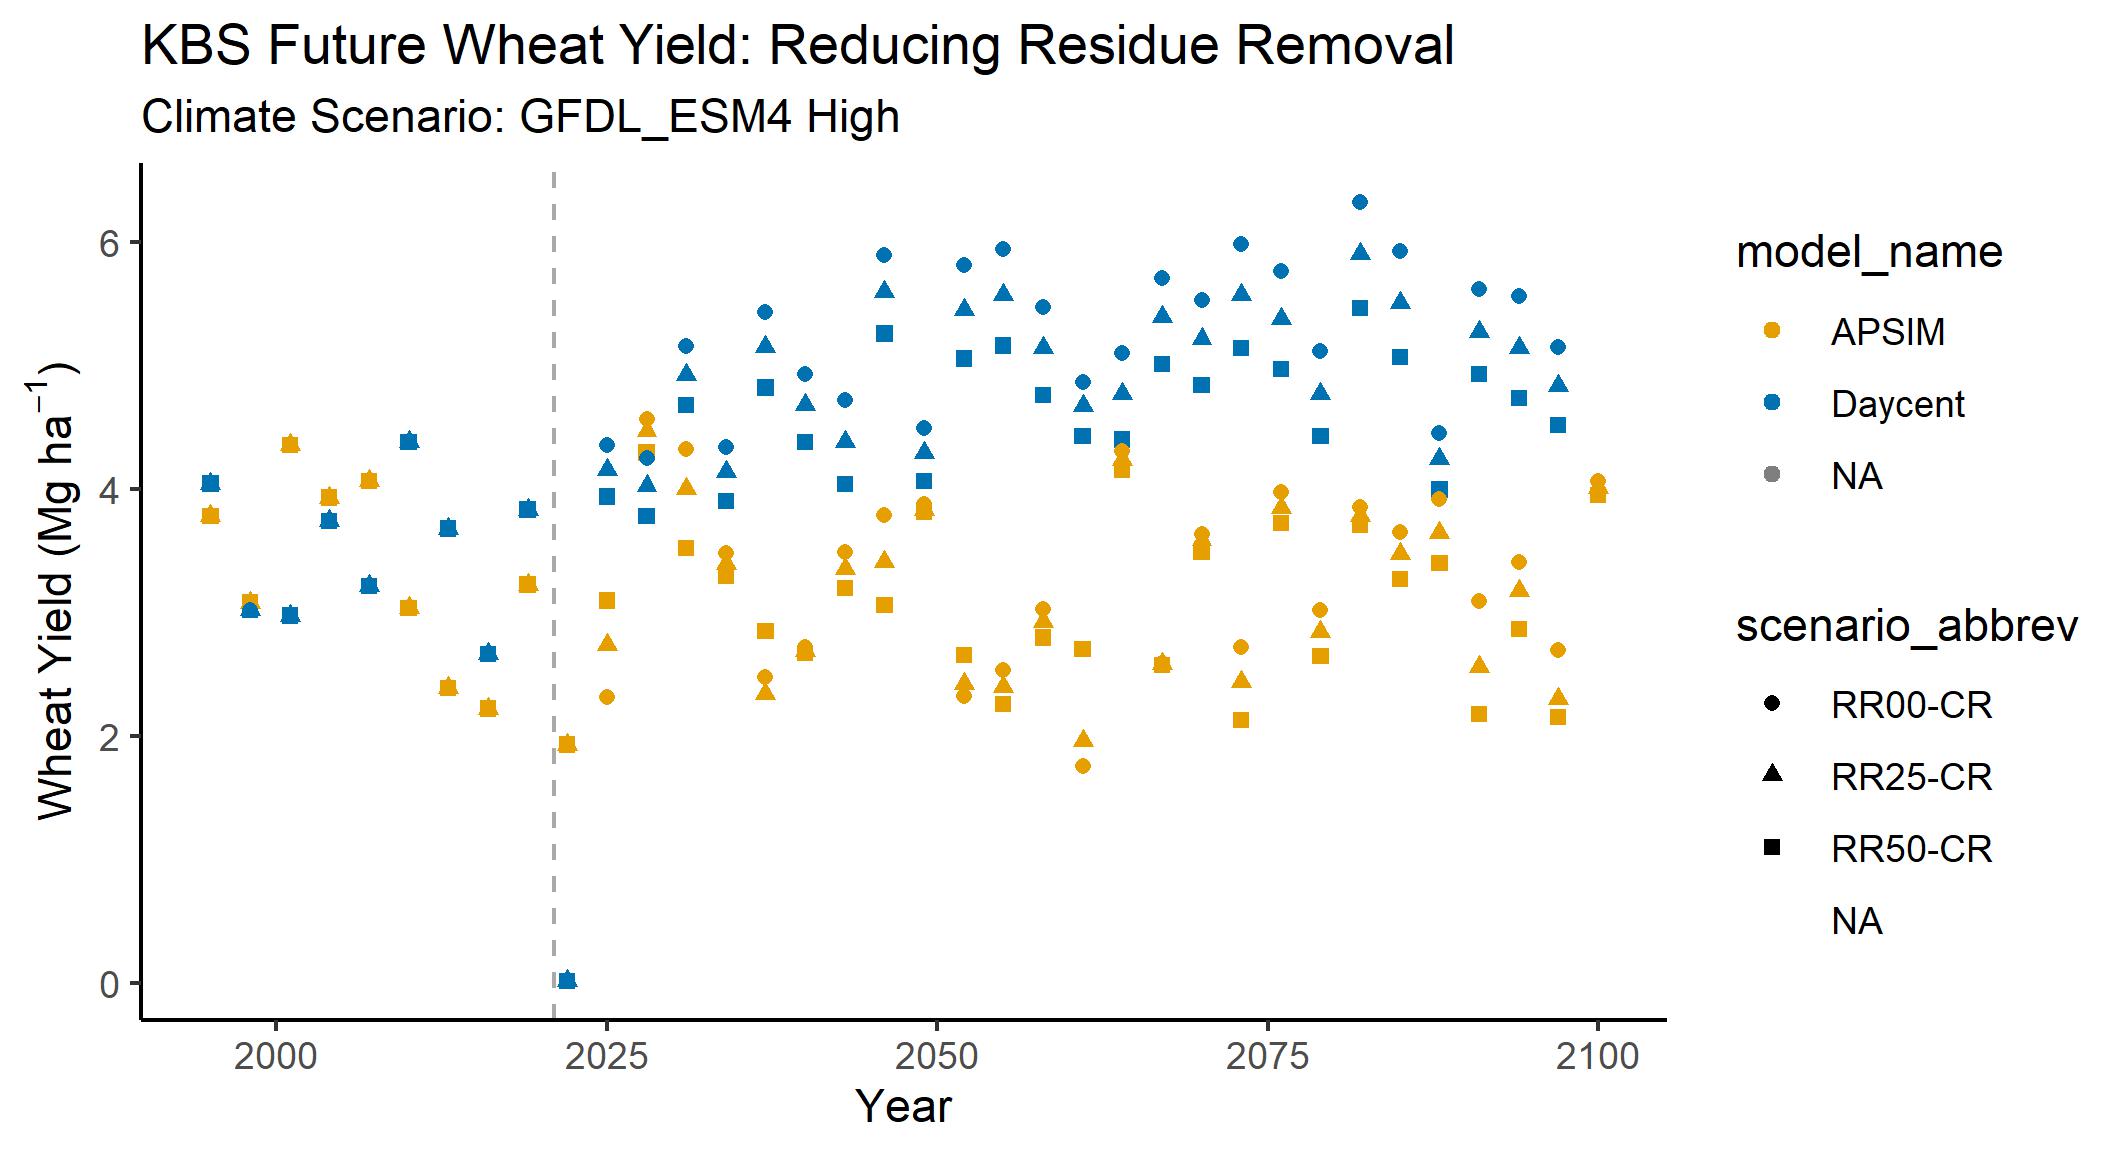 KBS Future Wheat Yield: Reducing Residue Removal
Climate Scenario: GFDL_ESM4 High
Wheat Yield (Mg ha⁻¹)
6
4
2
0
2000
2025
2050
2075
2100
Year
model_name
APSIM
Daycent
NA
scenario_abbrev
RR00-CR
RR25-CR
RR50-CR
NA